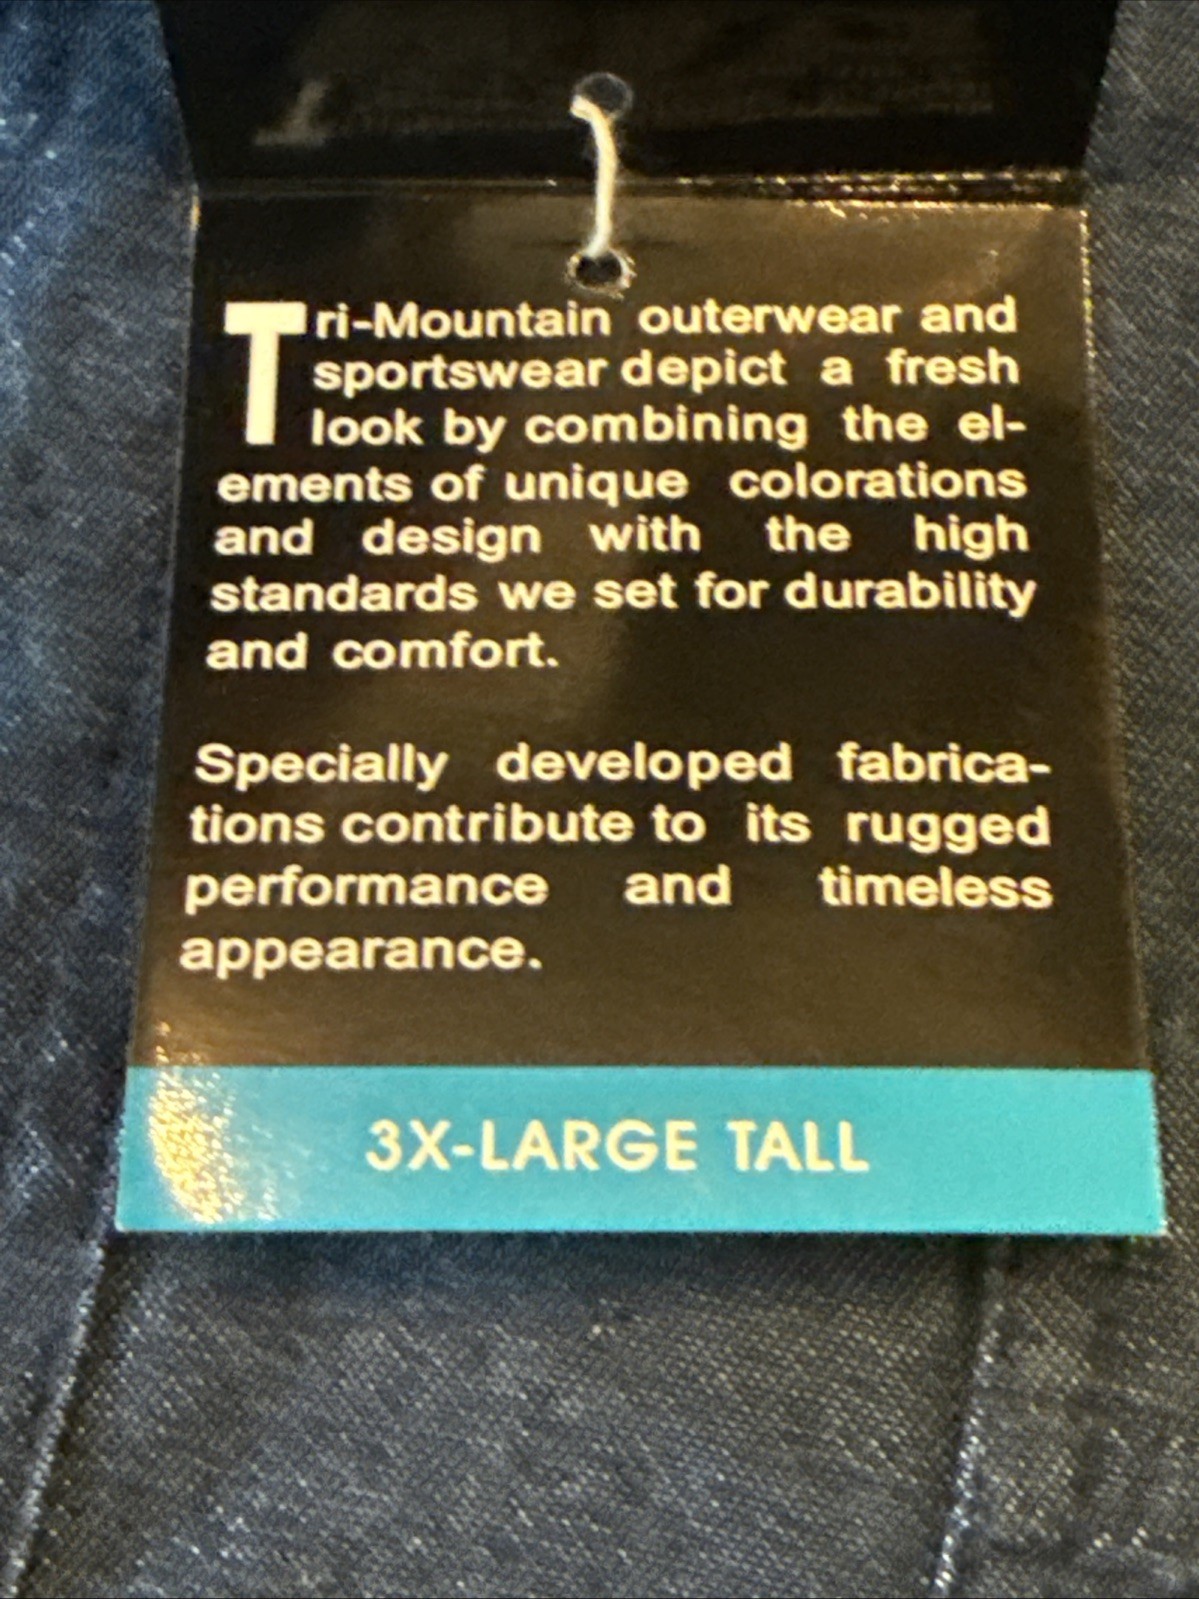 Tri-Mountain outerwear and
sportswear depict a fresh
look by combining the el-
ements of unique colorations
and design with the high
standards we set for durability
and comfort.
Specially developed fabrica-
tions contribute to its rugged
performance and timeless
appearance.
3X-LARGE TALL